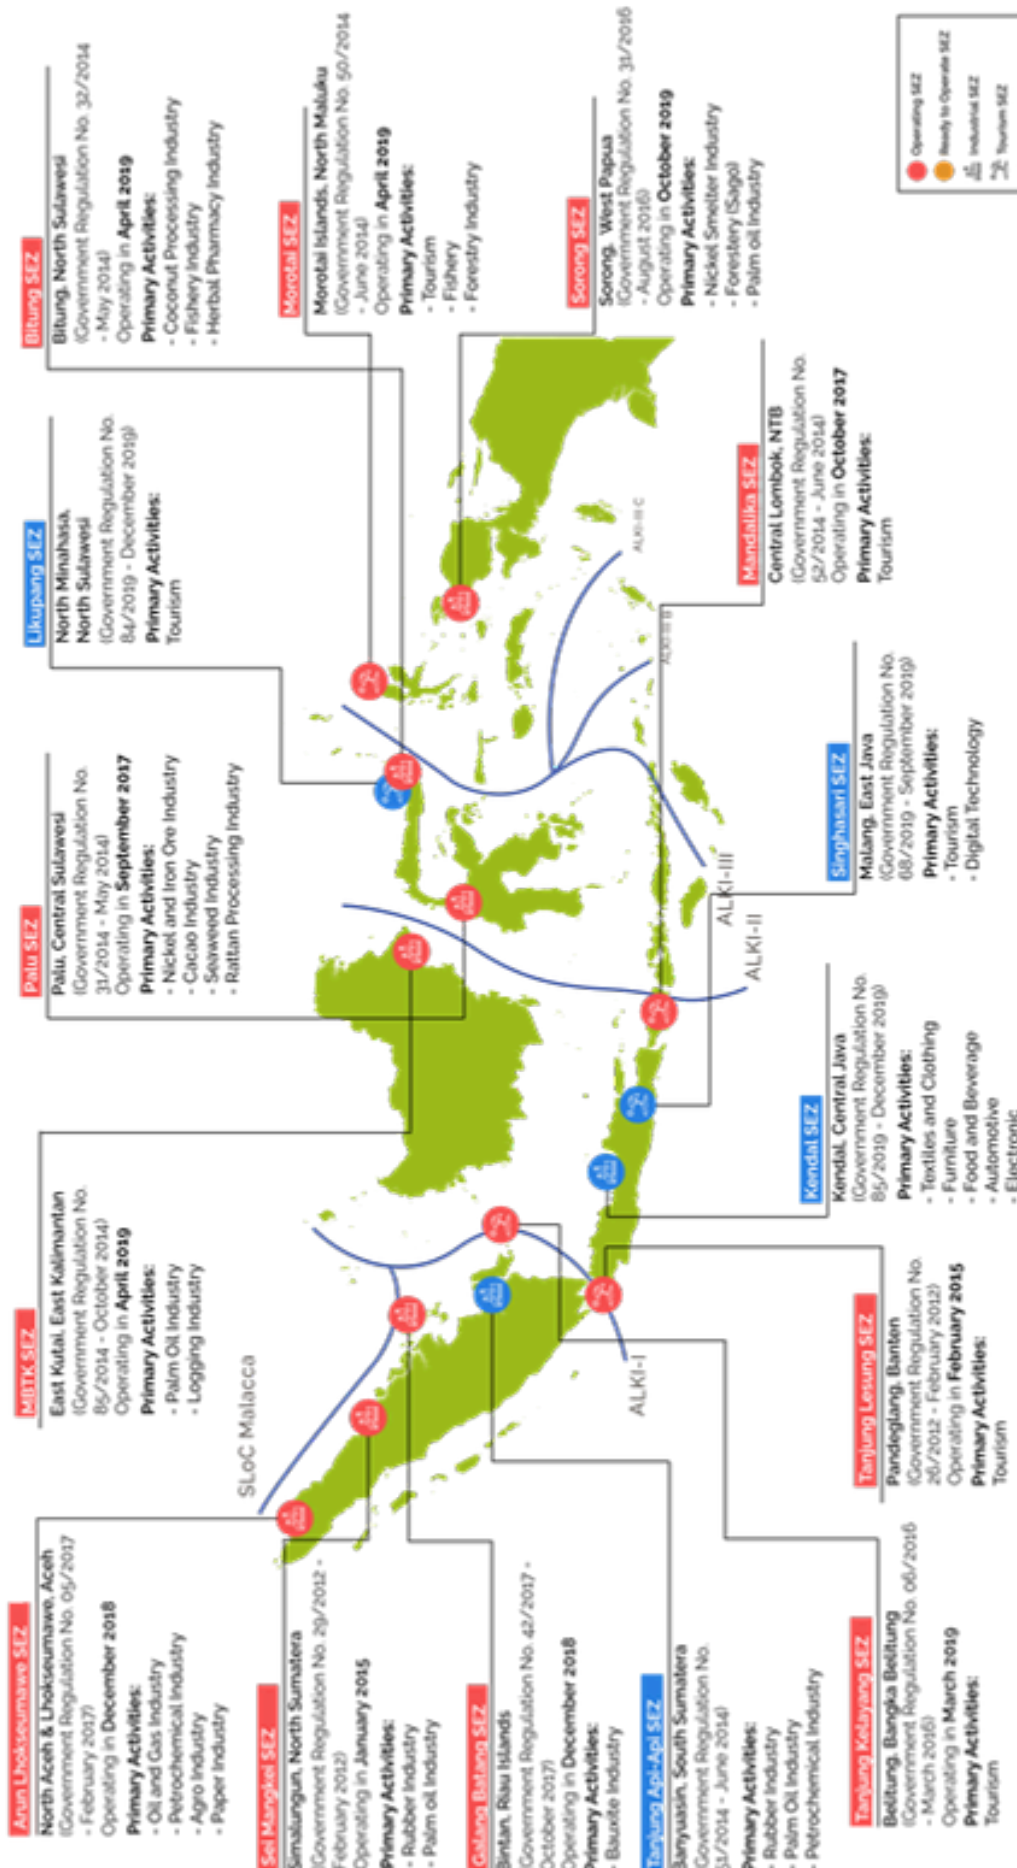 Arun Lhokseumawe SEZ
North Aceh & Lhokseumawe, Aceh
(Government Regulation No. 05/2017
- February 2017)
Operating in December 2018
Primary Activities:
- Oil and Gas Industry
- Petrochemical Industry
- Agro Industry
- Paper Industry
MBTK SEZ
East Kutai, East Kalimantan
(Government Regulation No.
85/2014 - October 2014)
Operating in April 2019
Primary Activities:
- Palm Oil Industry
- Logging Industry
Palu SEZ
Palu, Central Sulawesi
(Government Regulation No.
31/2014 - May 2014)
Operating in September 2017
Primary Activities:
- Nickel and Iron Ore Industry
- Cacao Industry
- Seaweed Industry
- Rattan Processing Industry
Likupang SEZ
North Minahasa,
North Sulawesi
(Government Regulation No.
84/2019 - December 2019)
Primary Activities:
Tourism
Bitung SEZ
Bitung, North Sulawesi
(Government Regulation No. 32/2014
- May 2014)
Operating in April 2019
Primary Activities:
- Coconut Processing Industry
- Fishery Industry
- Herbal Pharmacy Industry
Morotai SEZ
Morotai Islands, North Maluku
(Government Regulation No. 50/2014
- June 2014)
Operating in April 2019
Primary Activities:
- Tourism
- Fishery
- Forestry Industry
Sorong SEZ
Sorong, West Papua
(Government Regulation No. 31/2016
- August 2016)
Operating in October 2019
Primary Activities:
- Nickel Smelter Industry
- Forestery (Sago)
- Palm oil Industry
Sei Mangkei SEZ
Simalungun, North Sumatera
(Government Regulation No. 29/2012 -
February 2012)
Operating in January 2015
Primary Activities:
- Rubber Industry
- Palm oil Industry
Galang Batang SEZ
Bintan, Riau Islands
(Government Regulation No. 42/2017 -
October 2017)
Operating in December 2018
Primary Activities:
- Bauxite Industry
Tanjung Api-Api SEZ
Banyuasin, South Sumatera
(Government Regulation No.
51/2014 - June 2014)
Primary Activities:
- Rubber Industry
- Palm Oil Industry
- Petrochemical Industry
Tanjung Kelayang SEZ
Belitung, Bangka Belitung
(Government Regulation No. 06/2016
- March 2016)
Operating in March 2019
Primary Activities:
Tourism
Tanjung Lesung SEZ
Pandeglang, Banten
(Government Regulation No.
26/2012 - February 2012)
Operating in February 2015
Primary Activities:
Tourism
Kendal SEZ
Kendal, Central Java
(Government Regulation No.
85/2019 - December 2019)
Primary Activities:
- Textiles and Clothing
- Furniture
- Food and Beverage
- Automotive
- Electronic
Singhasari SEZ
Malang, East Java
(Government Regulation No.
68/2019 - September 2019)
Primary Activities:
- Tourism
- Digital Technology
Mandalika SEZ
Central Lombok, NTB
(Government Regulation No.
52/2014 - June 2014)
Operating in October 2017
Primary Activities:
Tourism
SLoC Malacca
ALKI-I
ALKI-II
ALKI-III
ALKI-III B
ALKI-III C
Operating SEZ
Ready to Operate SEZ
Industrial SEZ
Tourism SEZ